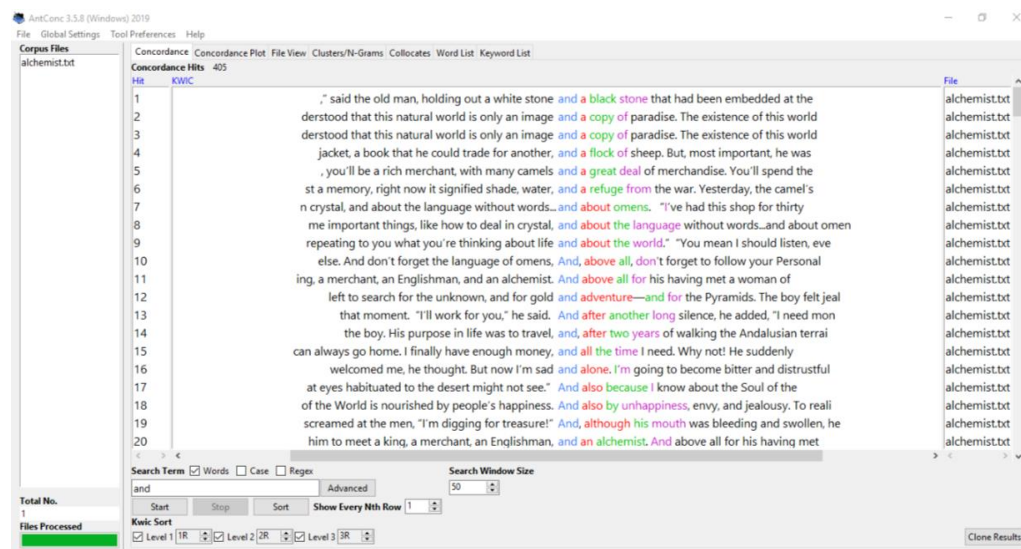 AntConc 3.5.8 (Windows) 2019
File Global Settings Tool Preferences Help
Corpus Files
alchemist.txt
Concordance Concordance Plot File View Clusters/N-Grams Collocates Word List Keyword List
Concordance Hits 405
Hit KWIC File
1 ,” said the old man, holding out a white stone and a black stone that had been embedded at the alchemist.txt
2 derstood that this natural world is only an image and a copy of paradise. The existence of this world alchemist.txt
3 derstood that this natural world is only an image and a copy of paradise. The existence of this world alchemist.txt
4 jacket, a book that he could trade for another, and a flock of sheep. But, most important, he was alchemist.txt
5 , you’ll be a rich merchant, with many camels and a great deal of merchandise. You’ll spend the alchemist.txt
6 st a memory, right now it signified shade, water, and a refuge from the war. Yesterday, the camel’s alchemist.txt
7 n crystal, and about the language without words... and about omens. “I’ve had this shop for thirty alchemist.txt
8 me important things, like how to deal in crystal, and about the language without words...and about omen alchemist.txt
9 repeating to you what you’re thinking about life and about the world.” “You mean I should listen, eve alchemist.txt
10 else. And don’t forget the language of omens, And, above all, don’t forget to follow your Personal alchemist.txt
11 ing, a merchant, an Englishman, and an alchemist. And above all for his having met a woman of alchemist.txt
12 left to search for the unknown, and for gold and adventure—and for the Pyramids. The boy felt jeal alchemist.txt
13 that moment. “I’ll work for you,” he said. And after another long silence, he added, “I need mon alchemist.txt
14 the boy. His purpose in life was to travel, and, after two years of walking the Andalusian terrai alchemist.txt
15 can always go home. I finally have enough money, and all the time I need. Why not! He suddenly alchemist.txt
16 welcomed me, he thought. But now I’m sad and alone. I’m going to become bitter and distrustful alchemist.txt
17 at eyes habituated to the desert might not see.” And also because I know about the Soul of the alchemist.txt
18 of the World is nourished by people’s happiness. And also by unhappiness, envy, and jealousy. To reali alchemist.txt
19 screamed at the men, “I’m digging for treasure!” And, although his mouth was bleeding and swollen, he alchemist.txt
20 him to meet a king, a merchant, an Englishman, and an alchemist. And above all for his having met alchemist.txt
Search Term Words Case Regex Search Window Size
and Advanced 50
Start Stop Sort Show Every Nth Row 1
Kwic Sort
Level 1 1R Level 2 2R Level 3 3R Clone Results
Total No.
1
Files Processed